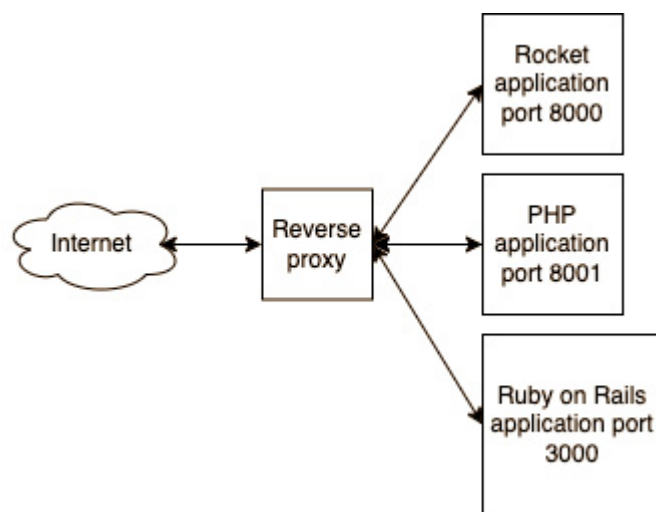 Internet
Reverse
proxy
Rocket
application
port 8000
PHP
application
port 8001
Ruby on Rails
application port
3000